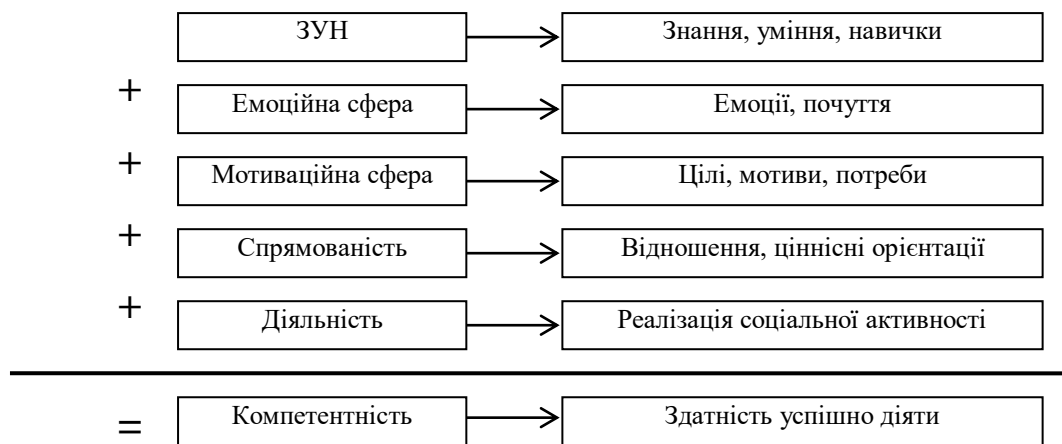 ЗУН Знання, уміння, навички
+ Емоційна сфера Емоції, почуття
+ Мотиваційна сфера Цілі, мотиви, потреби
+ Спрямованість Відношення, ціннісні орієнтації
+ Діяльність Реалізація соціальної активності
= Компетентність Здатність успішно діяти